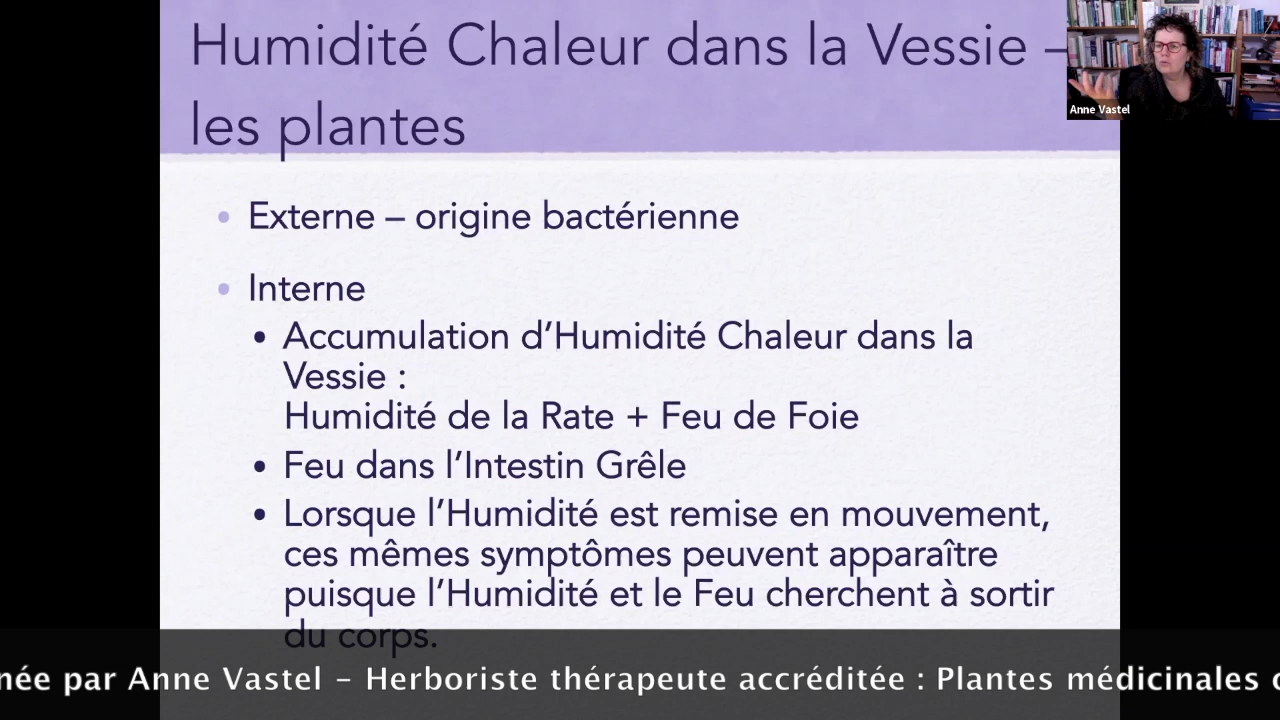 Humidité Chaleur dans la Vessie –
les plantes
Anne Vastel
• Externe – origine bactérienne
• Interne
• Accumulation d’Humidité Chaleur dans la
Vessie :
Humidité de la Rate + Feu de Foie
• Feu dans l’Intestin Grêle
• Lorsque l’Humidité est remise en mouvement,
ces mêmes symptômes peuvent apparaître
puisque l’Humidité et le Feu cherchent à sortir
du corps.
née par Anne Vastel – Herboriste thérapeute accréditée : Plantes médicinales